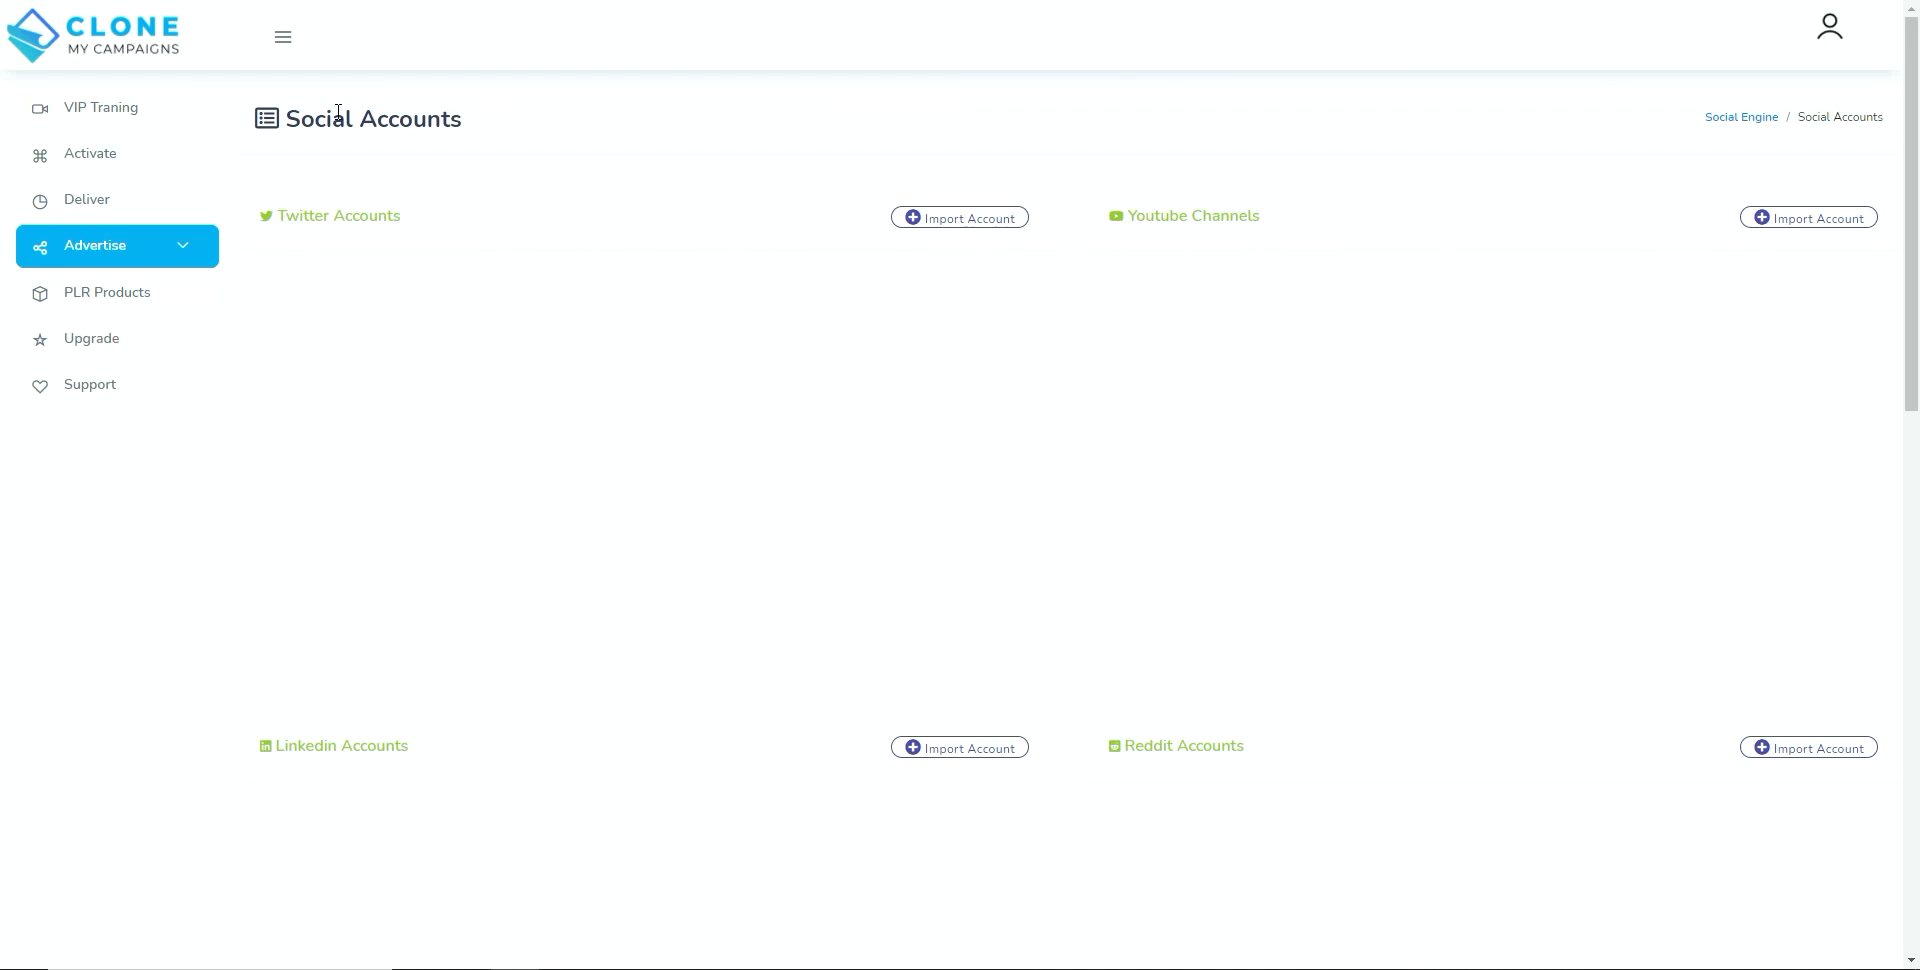 CLONE
MY CAMPAIGNS
VIP Traning
Activate
Deliver
Advertise
PLR Products
Upgrade
Support
Social Accounts
Social Engine / Social Accounts
Twitter Accounts
Import Account
Youtube Channels
Import Account
Linkedin Accounts
Import Account
Reddit Accounts
Import Account